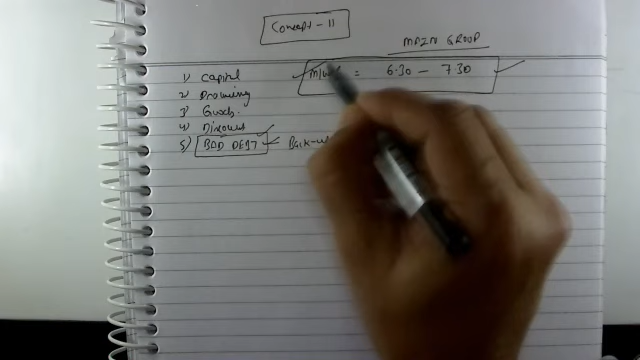 Concept - 11
MAIN GROUP
= 6.30 - 7.30
1) Capital
2) Drawing
3) Goods.
4) Discount
5) BAD DEBT